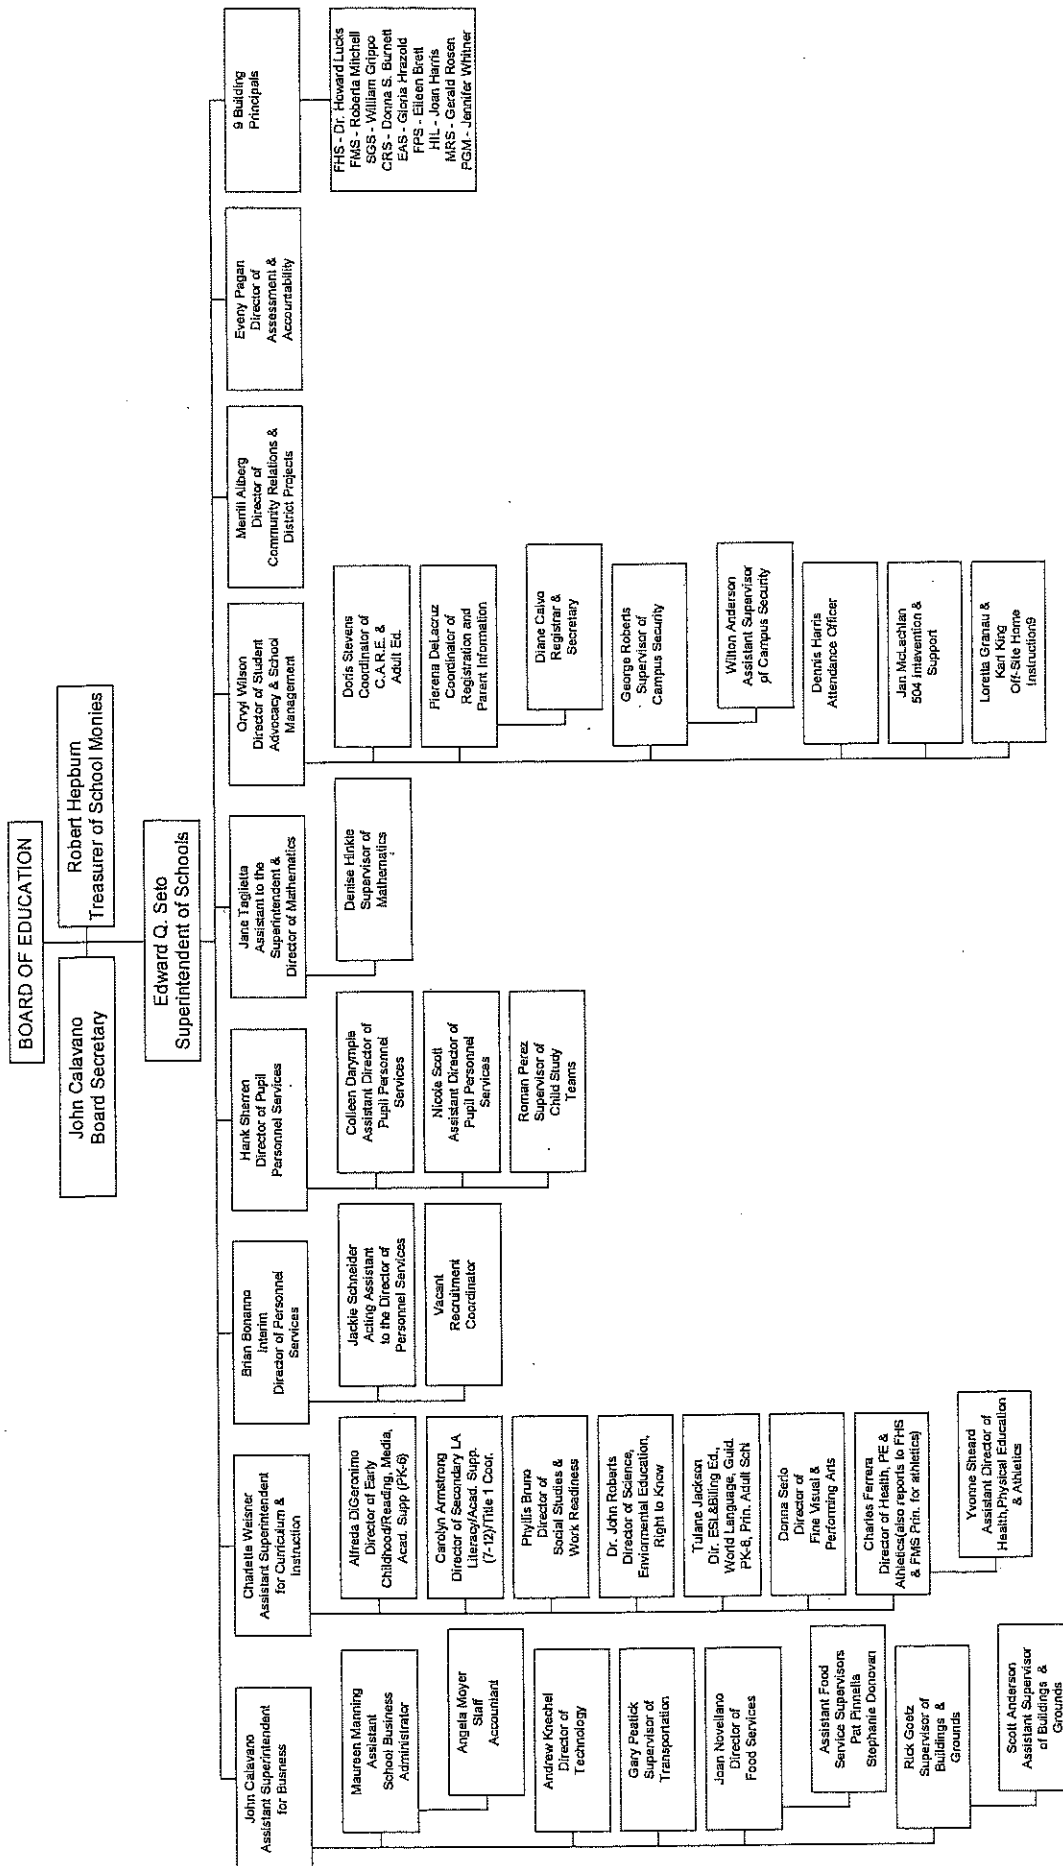 BOARD OF EDUCATION
John Calavano
Board Secretary
Robert Hepburn
Treasurer of School Monies
Edward Q. Seto
Superintendent of Schools
John Calavano
Assistant Superintendent
for Business
Maureen Manning
Assistant
School Business
Administrator
Angela Moyer
Staff
Accountant
Andrew Knechel
Director of
Technology
Gary Peatick
Supervisor of
Transportation
Joan Novellano
Director of
Food Services
Assistant Food
Service Supervisors
Pat Pinnella
Stephanie Donovan
Rick Goetz
Supervisor of
Buildings &
Grounds
Scott Anderson
Assistant Supervisor
of Buildings &
Grounds
Charlette Weisner
Assistant Superintendent
for Curriculum &
Instruction
Alfreda DiGeronimo
Director of Early
Childhood/Reading, Media,
Acad. Supp (PK-6)
Carolyn Armstrong
Director of Secondary LA
Literacy/Acad. Supp.
(7-12)/Title 1 Coor.
Phyllis Bruno
Director of
Social Studies &
Work Readiness
Dr. John Roberts
Director of Science,
Enviormental Education,
Right to Know
Tulane Jackson
Dir. ESL&Biling Ed.,
World Language, Guid.
PK-8, Prin. Adult Schl
Donna Serio
Director of
Fine Visual &
Performing Arts
Charles Ferrera
Director of Health, PE &
Athletics(also reports to FHS
& FMS Prin. for athletics)
Yvonne Sheard
Assistant Director of
Health,Physical Education
& Athletics
Brian Bonanno
Interim
Director of Personnel
Services
Jackie Schneider
Acting Assistant
to the Director of
Personnel Services
Vacant
Recruitment
Coordinator
Hank Sherren
Director of Pupil
Personnel Services
Colleen Darymple
Assistant Director of
Pupil Personnel
Services
Nicole Scott
Assistant Director of
Pupil Personnel
Services
Roman Perez
Supervisor of
Child Study
Teams
Jane Taglietta
Assistant to the
Superintendent &
Director of Mathematics
Denise Hinkle
Supervisor of
Mathematics
Orvyl Wilson
Director of Student
Advocacy & School
Management
Doris Stevens
Coordinator of
C.A.R.E. &
Adult Ed.
Pierena DeLacruz
Coordinator of
Registration and
Parent Information
Diane Calvo
Registrar &
Secretary
George Roberts
Supervisor of
Campus Security
Wilton Anderson
Assistant Supervisor
of Campus Security
Dennis Harris
Attendance Officer
Jan McLachlan
504 Intevention &
Support
Loretta Granau &
Karl King
Off-Site Home
Instruction9
Merrill Altberg
Director of
Community Relations &
District Projects
Eveny Pagan
Director of
Assessment &
Accountability
9 Building
Principals
FHS - Dr. Howard Lucks
FMS - Roberta Mitchell
SGS - William Grippo
CRS - Donna S. Burnett
EAS - Gloria Hrazold
FPS - Eileen Brett
HIL - Joan Harris
MRS - Gerald Rosen
PGM - Jennifer Whitner